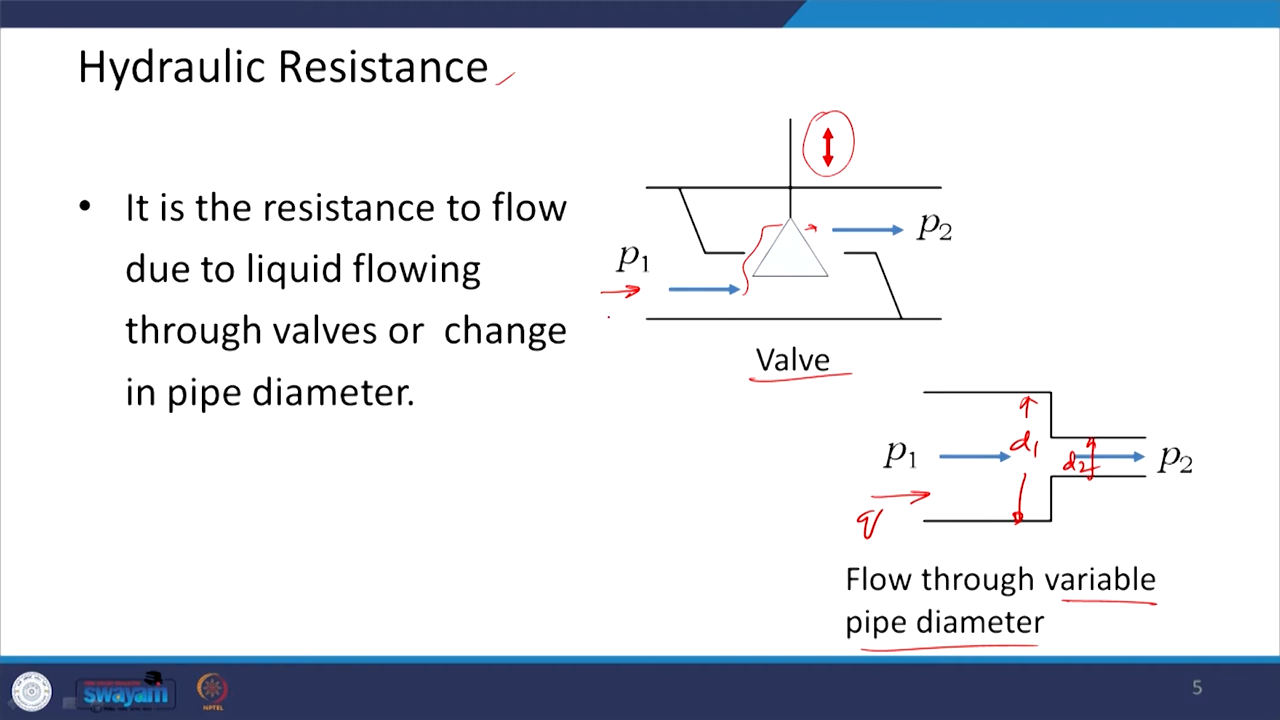 Hydraulic Resistance
• It is the resistance to flow
due to liquid flowing
through valves or change
in pipe diameter.
p₂
p₁
Valve
d₁
p₁
d₂
p₂
q
Flow through variable
pipe diameter
swayam
NPTEL
5